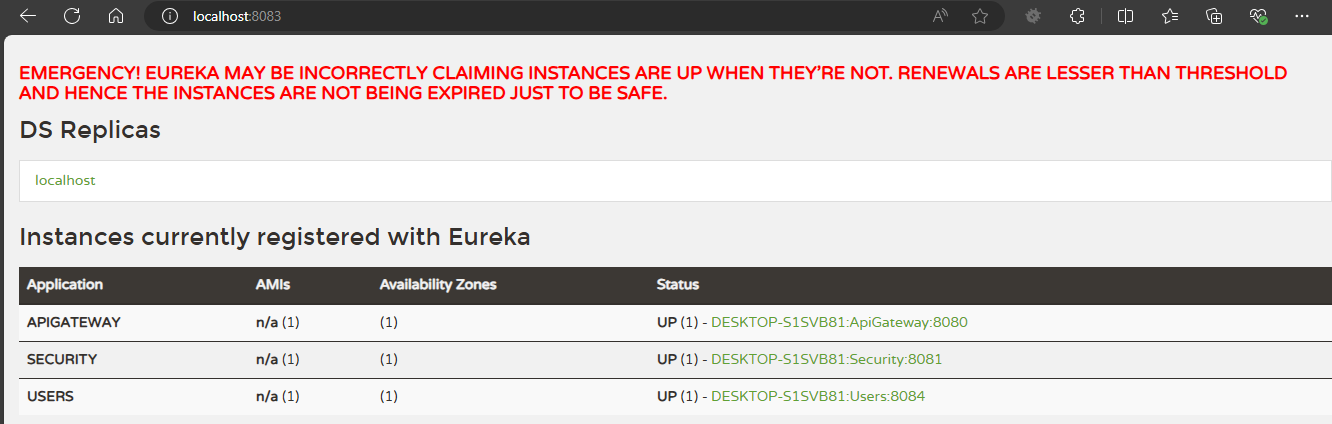 localhost:8083
EMERGENCY! EUREKA MAY BE INCORRECTLY CLAIMING INSTANCES ARE UP WHEN THEY'RE NOT. RENEWALS ARE LESSER THAN THRESHOLD
AND HENCE THE INSTANCES ARE NOT BEING EXPIRED JUST TO BE SAFE.
DS Replicas
localhost
Instances currently registered with Eureka
Application AMIs Availability Zones Status
APIGATEWAY n/a (1) (1) UP (1) - DESKTOP-S1SVB81:ApiGateway:8080
SECURITY n/a (1) (1) UP (1) - DESKTOP-S1SVB81:Security:8081
USERS n/a (1) (1) UP (1) - DESKTOP-S1SVB81:Users:8084